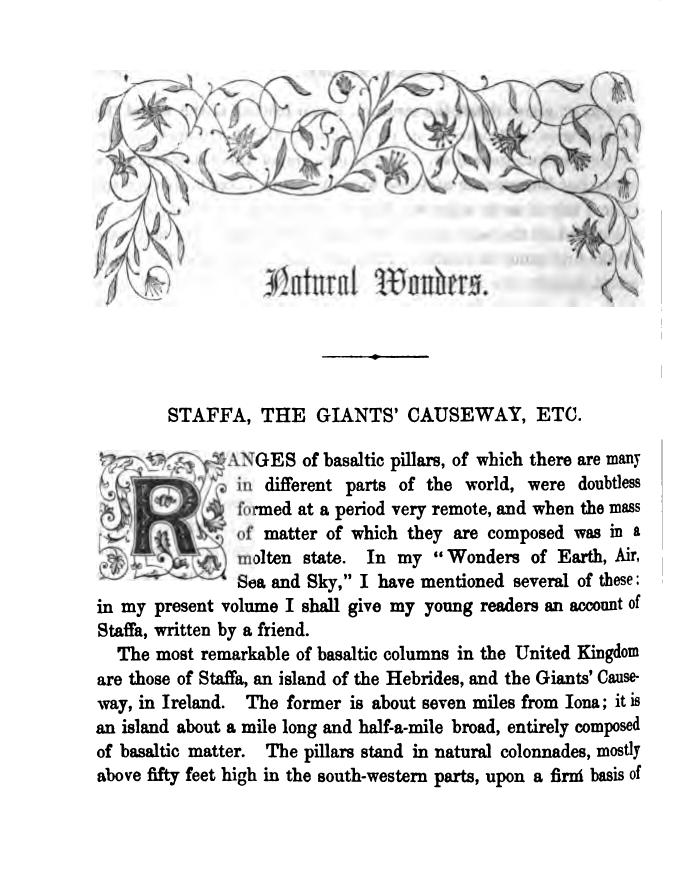 Natural Wonders.
STAFFA, THE GIANTS' CAUSEWAY, ETC.
RANGES of basaltic pillars, of which there are many
in different parts of the world, were doubtless
formed at a period very remote, and when the mass
of matter of which they are composed was in a
molten state. In my "Wonders of Earth, Air,
Sea and Sky," I have mentioned several of these:
in my present volume I shall give my young readers an account of
Staffa, written by a friend.
The most remarkable of basaltic columns in the United Kingdom
are those of Staffa, an island of the Hebrides, and the Giants' Cause-
way, in Ireland. The former is about seven miles from Iona; it is
an island about a mile long and half-a-mile broad, entirely composed
of basaltic matter. The pillars stand in natural colonnades, mostly
above fifty feet high in the south-western parts, upon a firm basis of